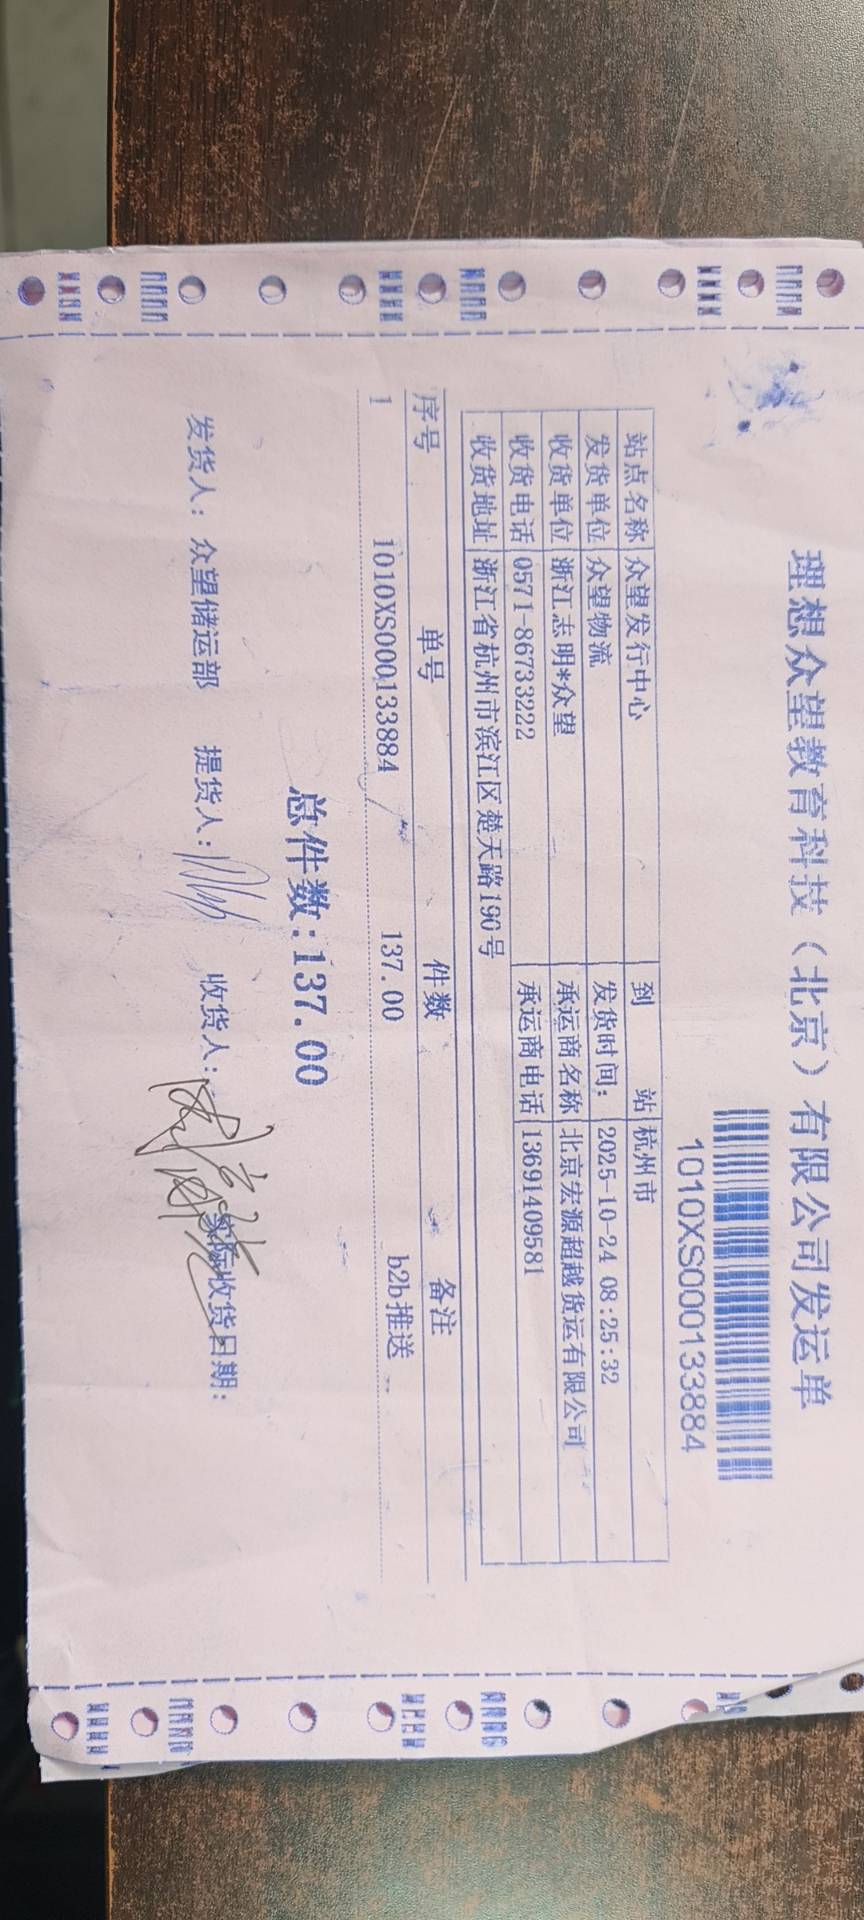 理想众望教育科技（北京）有限公司发运单
1010XS000133884
站点名称 众望发行中心 到 站 杭州市
发货单位 众望物流 发货时间： 2025-10-24 08:25:32
收货单位 浙江志明*众望 承运商名称 北京宏源超越货运有限公司
收货电话 0571-86733222 承运商电话 13691409581
收货地址 浙江省杭州市滨江区楚天路190号
序号 单号 件数 备注
1 1010XS000133884 137.00 b2b推送
总件数:137.00
发货人： 众望储运部 提货人： 收货人： 实际收货日期：